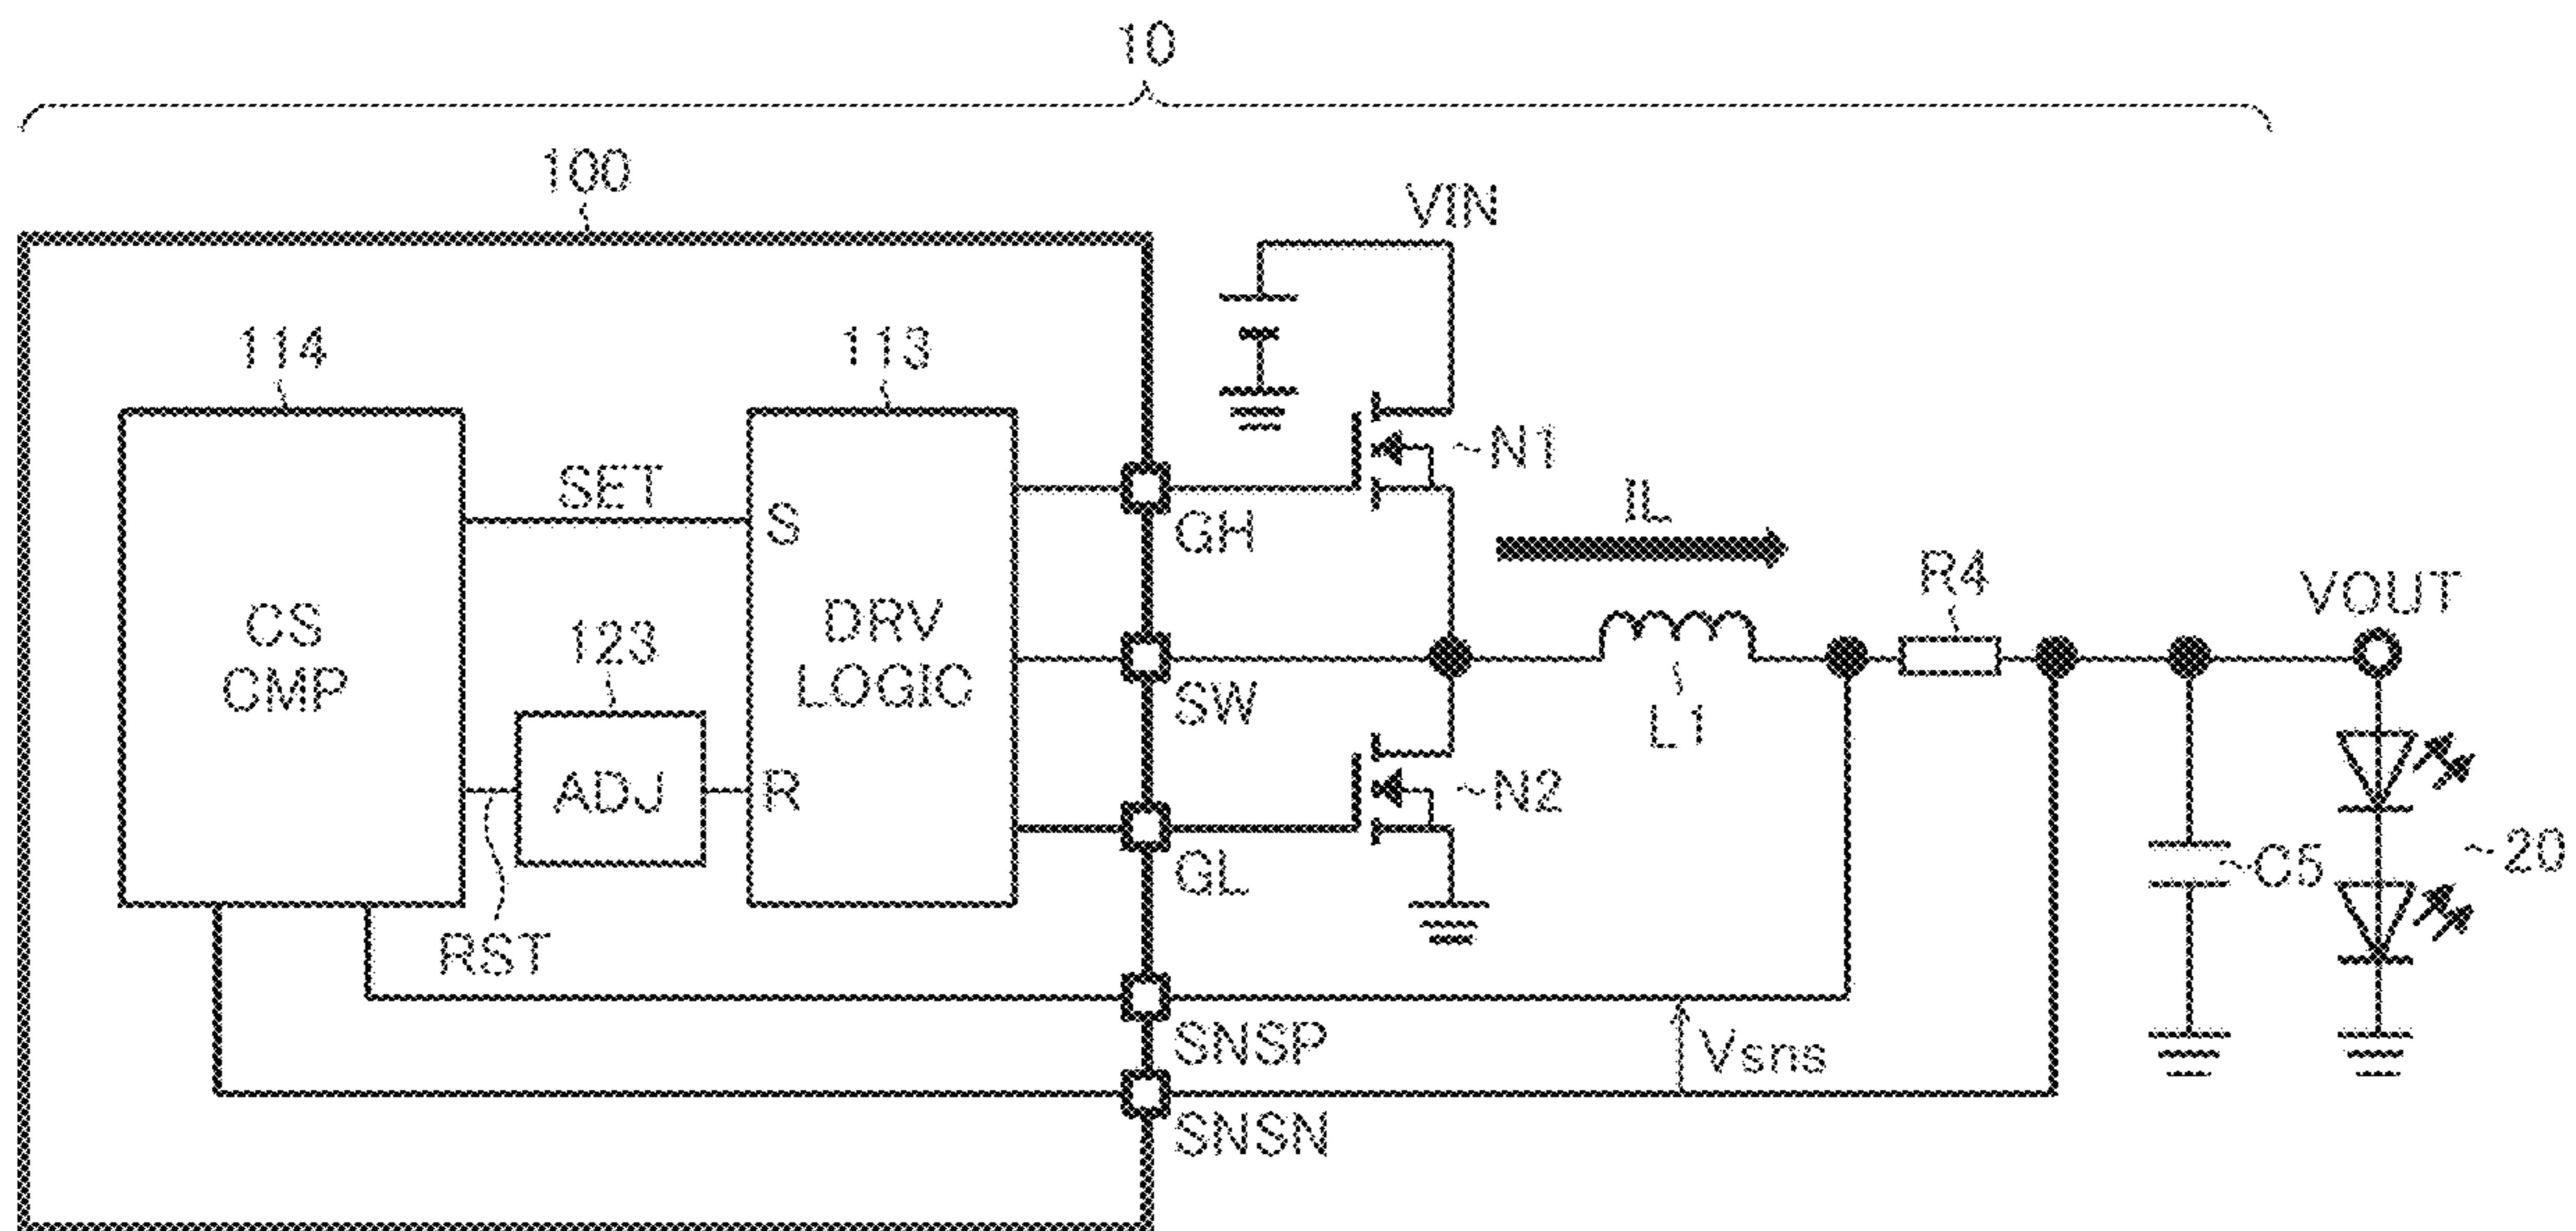 10
100
VIN
114
113
N1
SET
S
GH
IL
R4
VOUT
CS
CMP
123
DRV
LOGIC
SW
L1
ADJ
R
N2
GL
C5
20
RST
SNSP
Vsns
SNSN